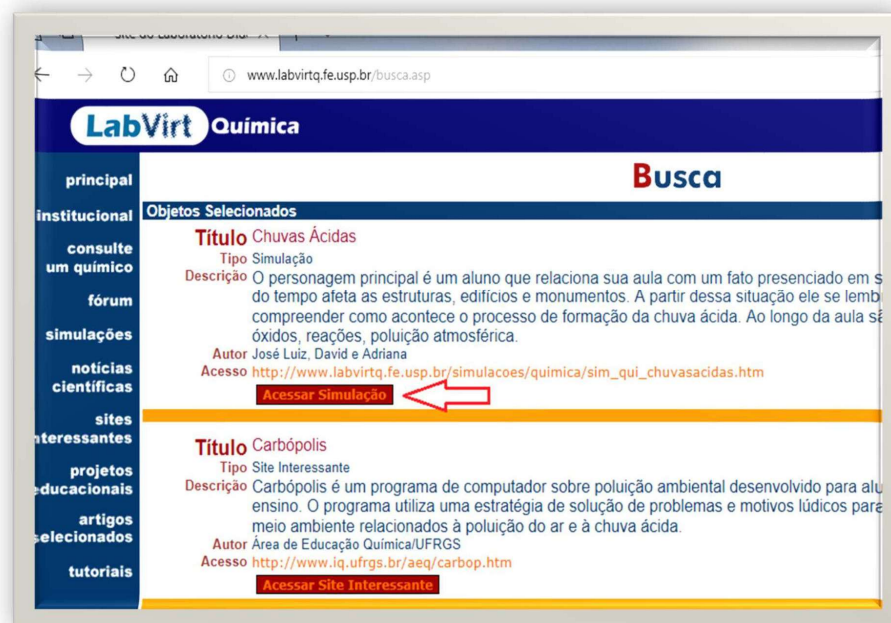 www.labvirtq.fe.usp.br/busca.asp
LabVirt Química
principal
institucional
consulte
um químico
fórum
simulações
notícias
científicas
sites
projetos
artigos
tutoriais
Busca
Objetos Selecionados
Título Chuvas Ácidas
Tipo Simulação
Descrição O personagem principal é um aluno que relaciona sua aula com um fato presenciado em
do tempo afeta as estruturas, edifícios e monumentos. A partir dessa situação ele se
compreender como acontece o processo de formação da chuva ácida. Ao longo da aula
óxidos, reações, poluição atmosférica.
Autor José Luiz, David e Adriana
Acesso http://www.labvirtq.fe.usp.br/simulacoes/quimica/sim_qui_chuvasacidas.htm
Acessar Simulação
Título Carbópolis
Tipo Site Interessante
Descrição Carbópolis é um programa de computador sobre poluição ambiental desenvolvido para
ensino. O programa utiliza uma estratégia de solução de problemas e motivos lúdicos para
meio ambiente relacionados à poluição do ar e à chuva ácida.
Autor Área de Educação Química/UFRGS
Acesso http://www.iq.ufrgs.br/aeq/carbop.htm
Acessar Site Interessante